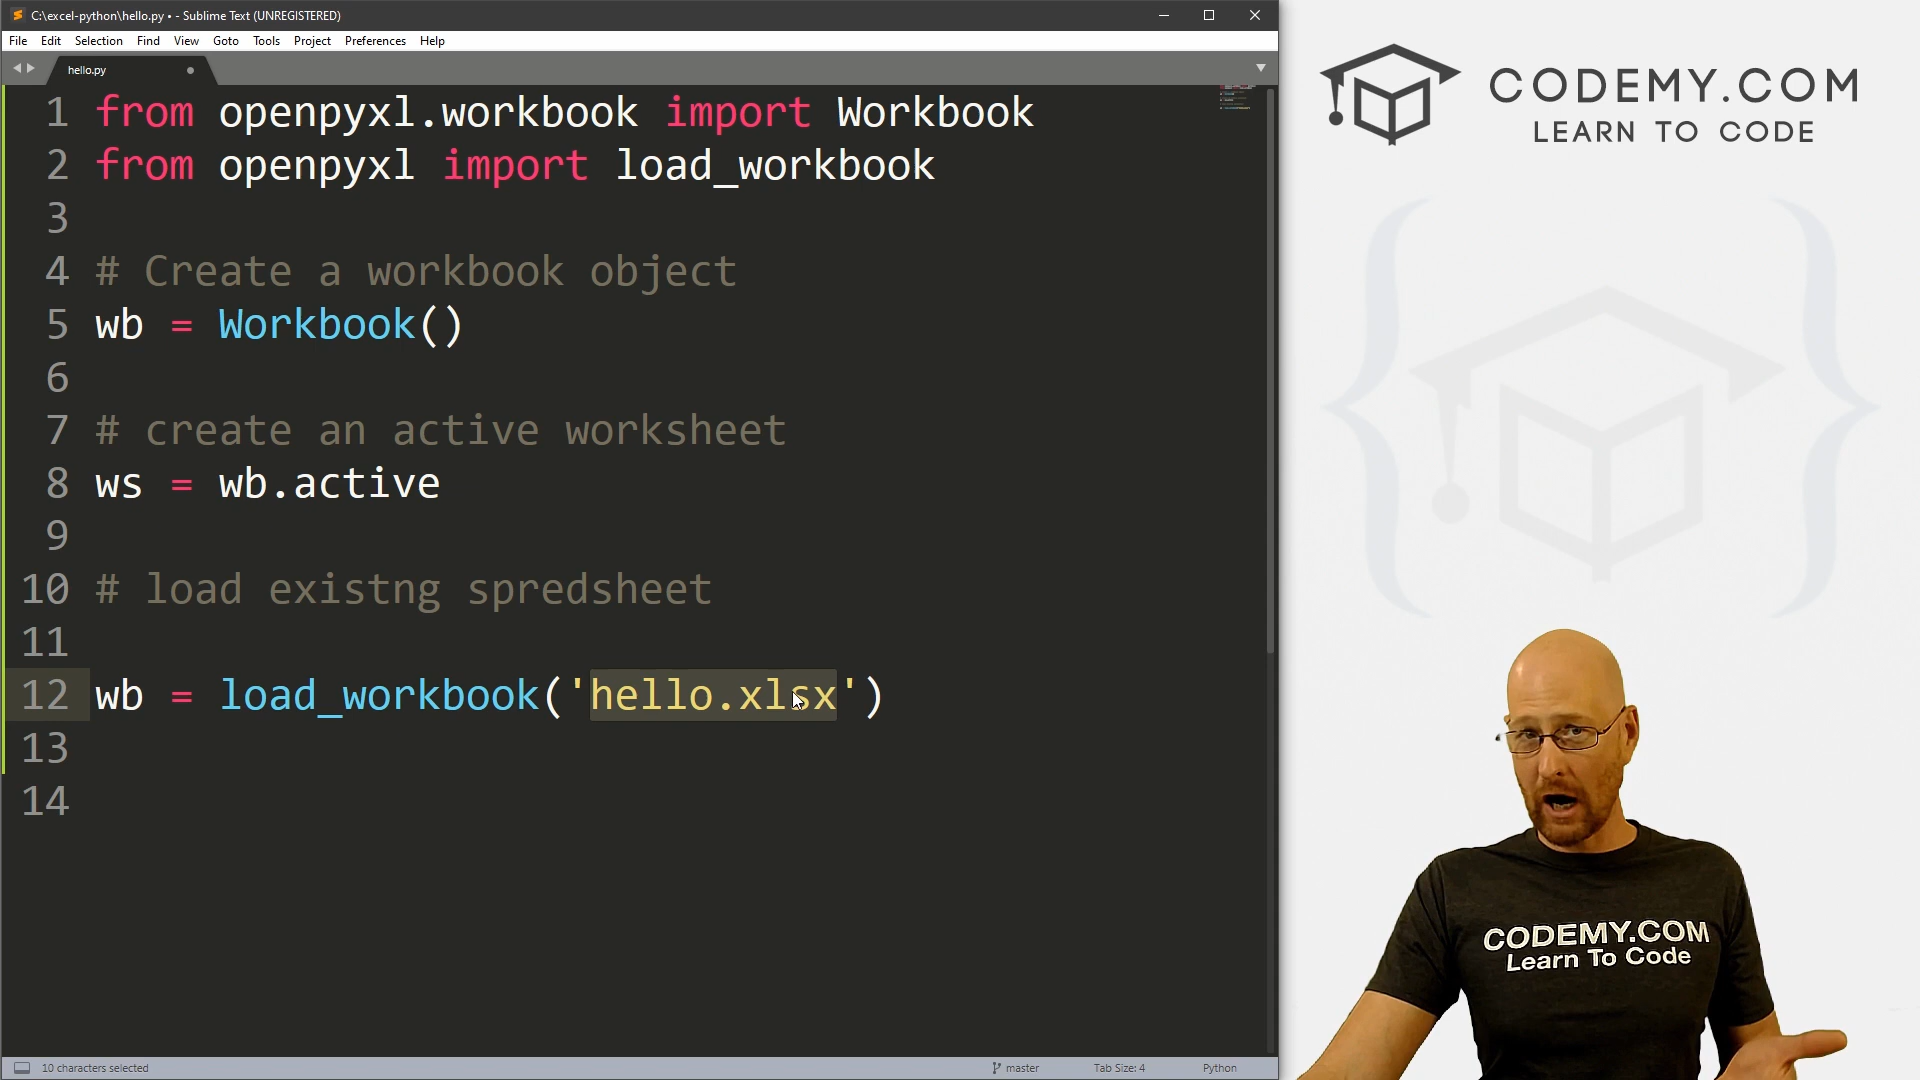 C:\excel-python\hello.py • - Sublime Text (UNREGISTERED)
File Edit Selection Find View Goto Tools Project Preferences Help
hello.py
1 from openpyxl.workbook import Workbook
2 from openpyxl import load_workbook
3
4 # Create a workbook object
5 wb = Workbook()
6
7 # create an active worksheet
8 ws = wb.active
9
10 # load existng spredsheet
11
12 wb = load_workbook('hello.xlsx')
13
14
10 characters selected
master
Tab Size: 4
Python
CODEMY.COM
LEARN TO CODE
CODEMY.COM
Learn To Code